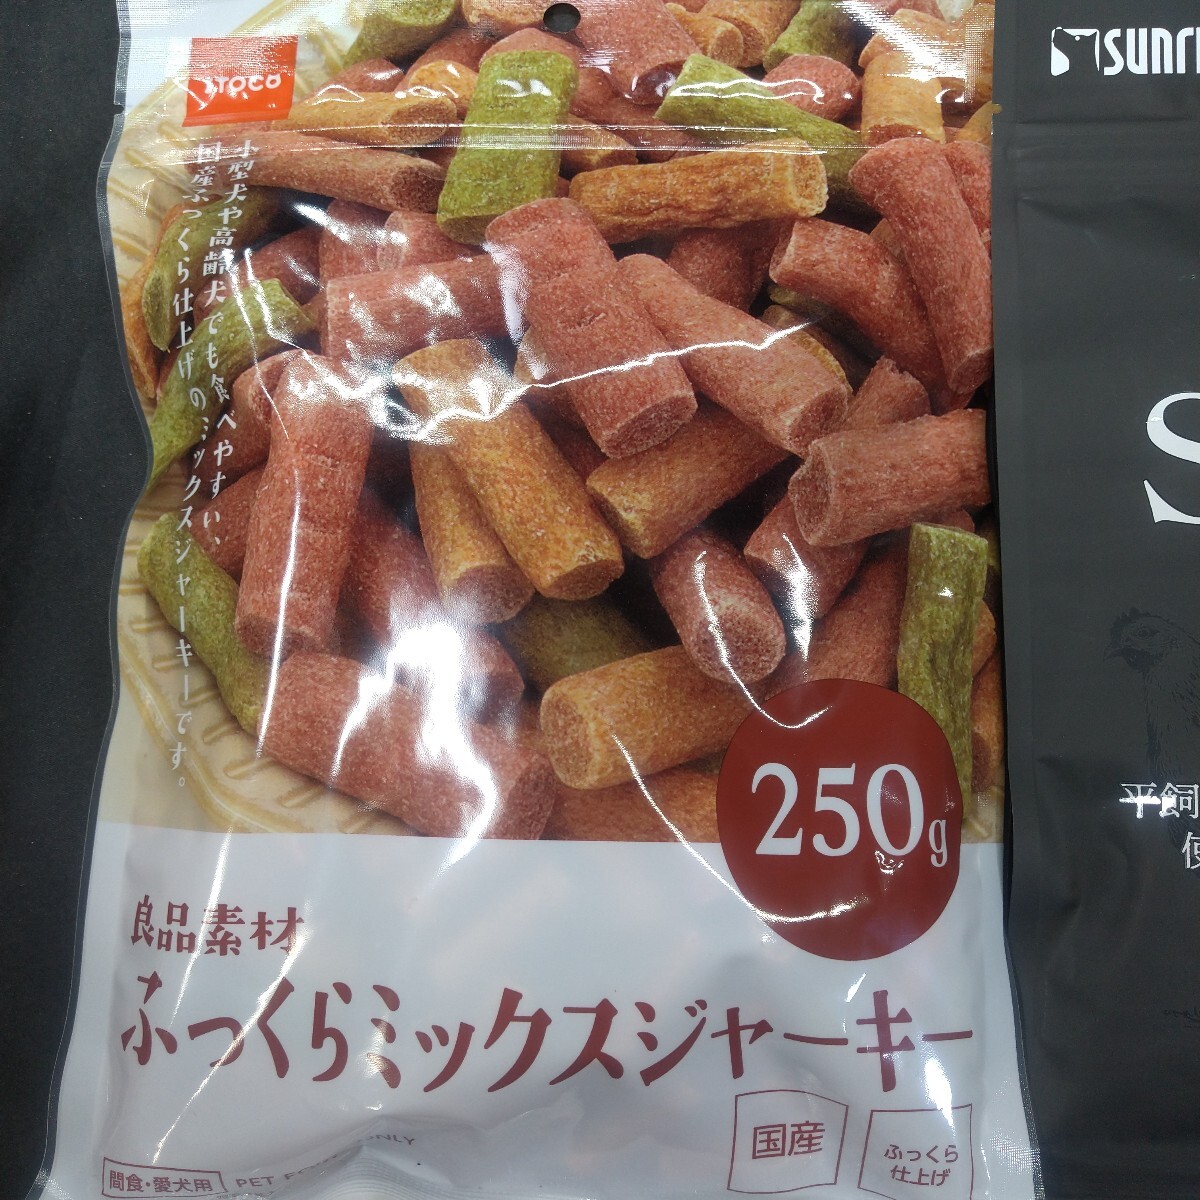 STOCO
小型犬や高齢犬でも食べやすい、
国産ふっくら仕上げのミックスジャーキーです。
250g
良品素材
ふっくらミックスジャーキー
国産
ふっくら
仕上げ
間食・愛犬用
PET
ONLY
SUNRI
S
平飼
使